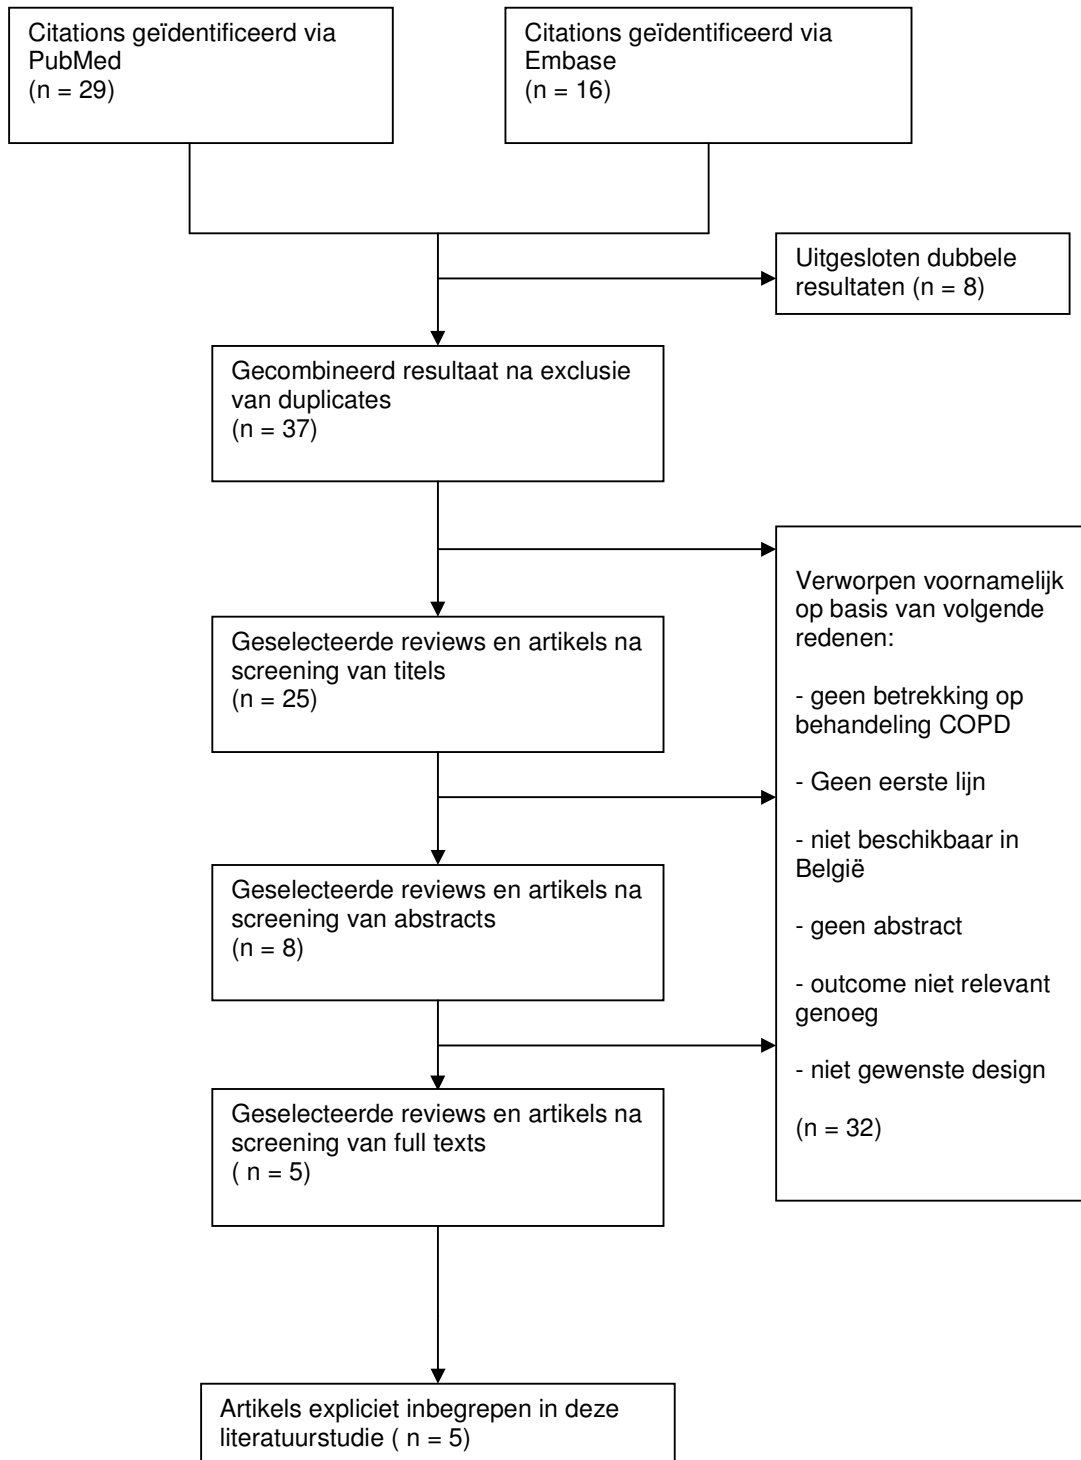 Citations geïdentificeerd via
PubMed
(n = 29)
Citations geïdentificeerd via
Embase
(n = 16)
Uitgesloten dubbele
resultaten (n = 8)
Gecombineerd resultaat na exclusie
van duplicates
(n = 37)
Geselecteerde reviews en artikels na
screening van titels
(n = 25)
Geselecteerde reviews en artikels na
screening van abstracts
(n = 8)
Geselecteerde reviews en artikels na
screening van full texts
( n = 5)
Verworpen voornamelijk
op basis van volgende
redenen:
- geen betrekking op
behandeling COPD
- Geen eerste lijn
- niet beschikbaar in
België
- geen abstract
- outcome niet relevant
genoeg
- niet gewenste design
(n = 32)
Artikels expliciet inbegrepen in deze
literatuurstudie ( n = 5)